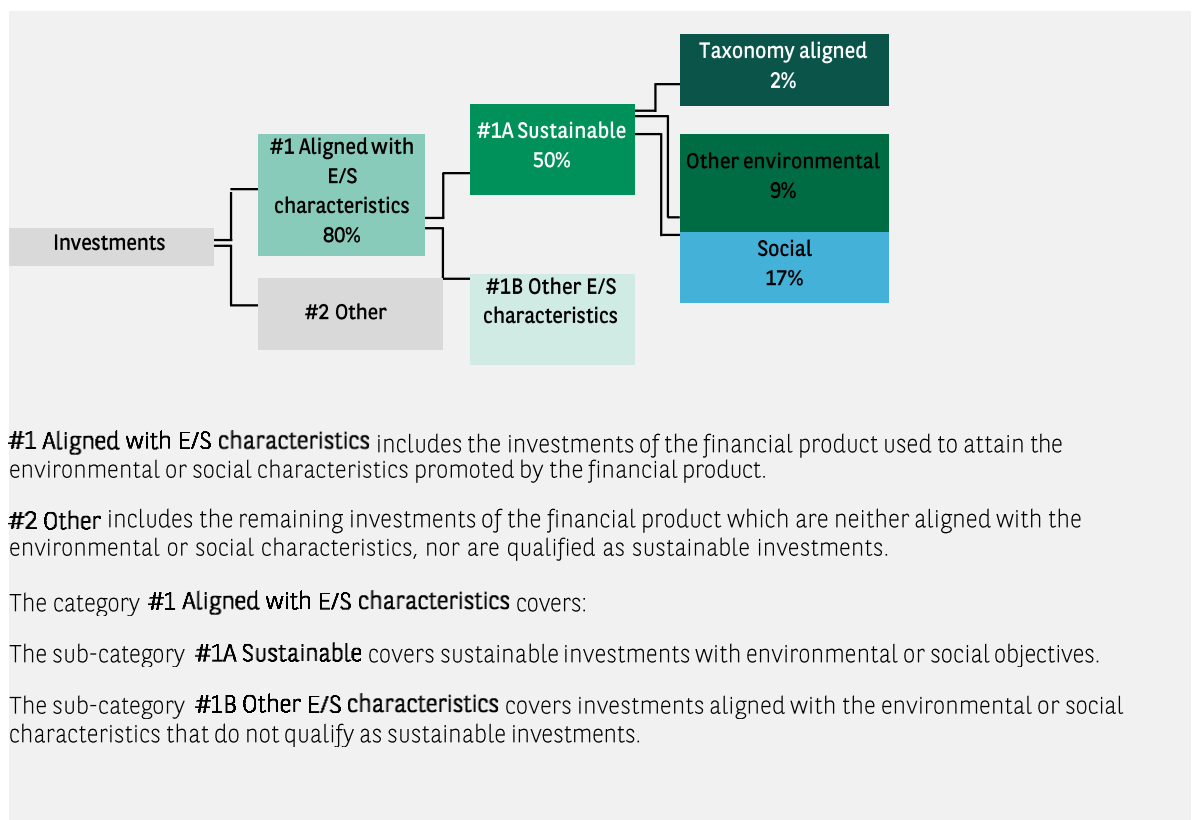 Taxonomy aligned
2%
#1A Sustainable
50%
#1 Aligned with
E/S
characteristics
80%
Other environmental
9%
Investments
Social
17%
#2 Other
#1B Other E/S
characteristics
#1 Aligned with E/S characteristics includes the investments of the financial product used to attain the
environmental or social characteristics promoted by the financial product.
#2 Other includes the remaining investments of the financial product which are neither aligned with the
environmental or social characteristics, nor are qualified as sustainable investments.
The category #1 Aligned with E/S characteristics covers:
The sub-category #1A Sustainable covers sustainable investments with environmental or social objectives.
The sub-category #1B Other E/S characteristics covers investments aligned with the environmental or social
characteristics that do not qualify as sustainable investments.